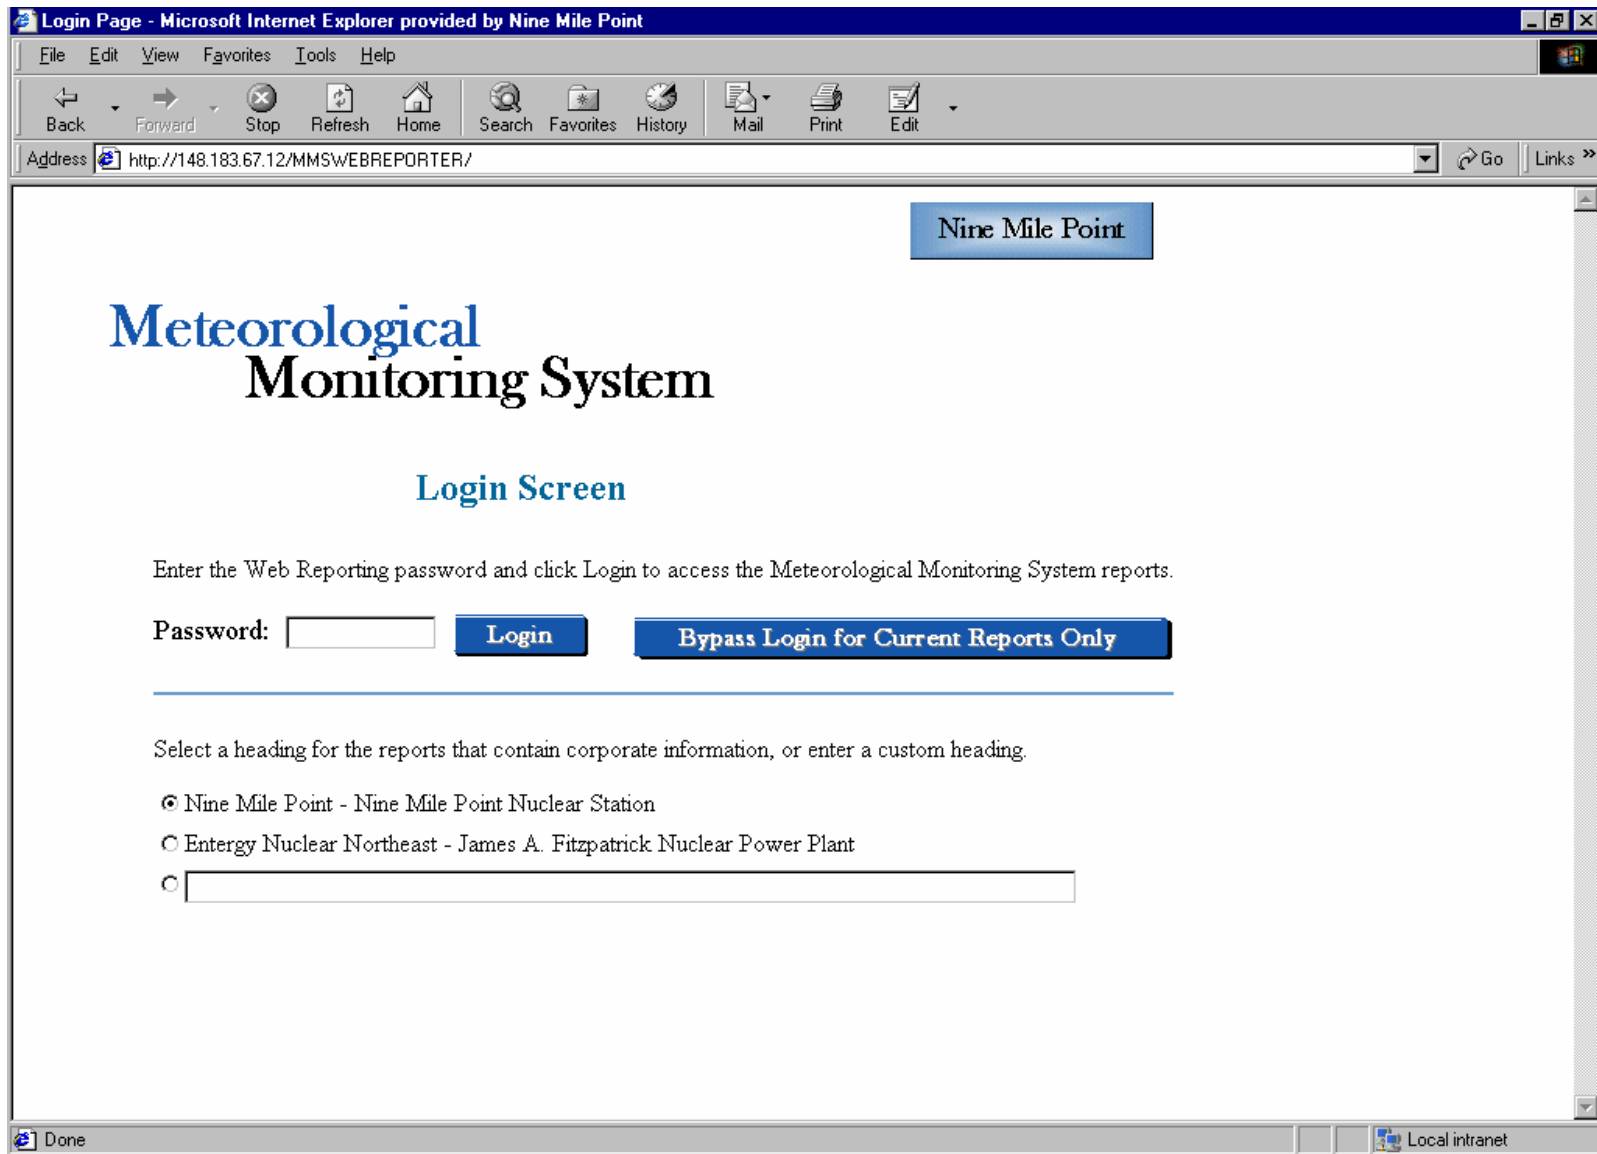 Login Page - Microsoft Internet Explorer provided by Nine Mile Point
File Edit View Favorites Tools Help
Back Forward Stop Refresh Home Search Favorites History Mail Print Edit
Address http://148.183.67.12/MMSWEBREPORTER/ Go Links »
Nine Mile Point
Meteorological
Monitoring System
Login Screen
Enter the Web Reporting password and click Login to access the Meteorological Monitoring System reports.
Password: Login Bypass Login for Current Reports Only
Select a heading for the reports that contain corporate information, or enter a custom heading.
Nine Mile Point - Nine Mile Point Nuclear Station
Entergy Nuclear Northeast - James A. Fitzpatrick Nuclear Power Plant
Done Local intranet